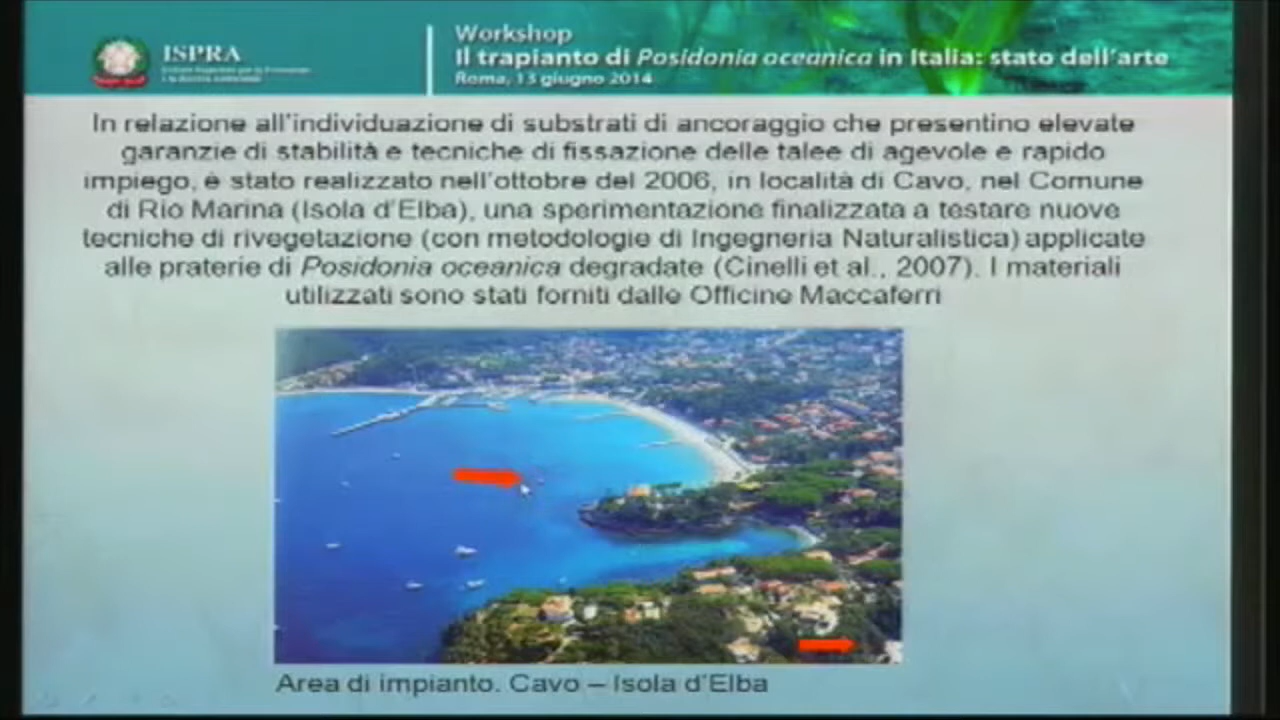 ISPRA
Workshop
Il trapianto di Posidonia oceanica in Italia: stato dell'arte
Roma, 13 giugno 2014
In relazione all'individuazione di substrati di ancoraggio che presentino elevate
garanzie di stabilità e tecniche di fissazione delle talee di agevole e rapido
impiego, è stato realizzato nell'ottobre del 2006, in località di Cavo, nel Comune
di Rio Marina (Isola d'Elba), una sperimentazione finalizzata a testare nuove
tecniche di rivegetazione (con metodologie di Ingegneria Naturalistica) applicate
alle praterie di Posidonia oceanica degradate (Cinelli et al., 2007). I materiali
utilizzati sono stati forniti dalle Officine Maccaferri
Area di impianto. Cavo – Isola d'Elba